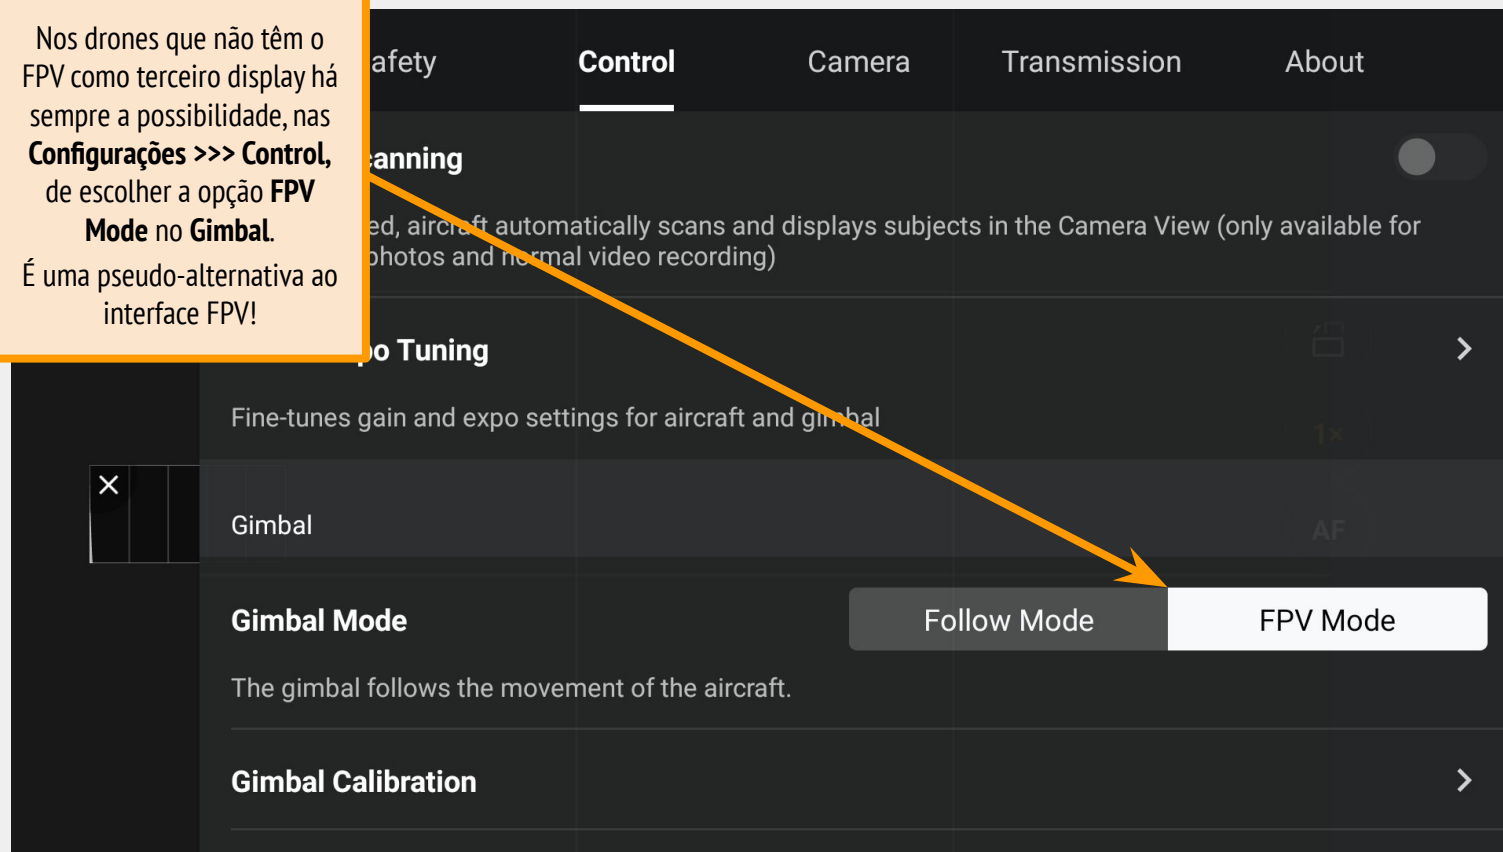 Nos drones que não têm o
FPV como terceiro display há
sempre a possibilidade, nas
Configurações >>> Control,
de escolher a opção FPV
Mode no Gimbal.
É uma pseudo-alternativa ao
interface FPV!
afety Control Camera Transmission About
canning
ed, aircraft automatically scans and displays subjects in the Camera View (only available for
photos and normal video recording)
po Tuning
Fine-tunes gain and expo settings for aircraft and gimbal
1×
Gimbal
AF
Gimbal Mode Follow Mode FPV Mode
The gimbal follows the movement of the aircraft.
Gimbal Calibration